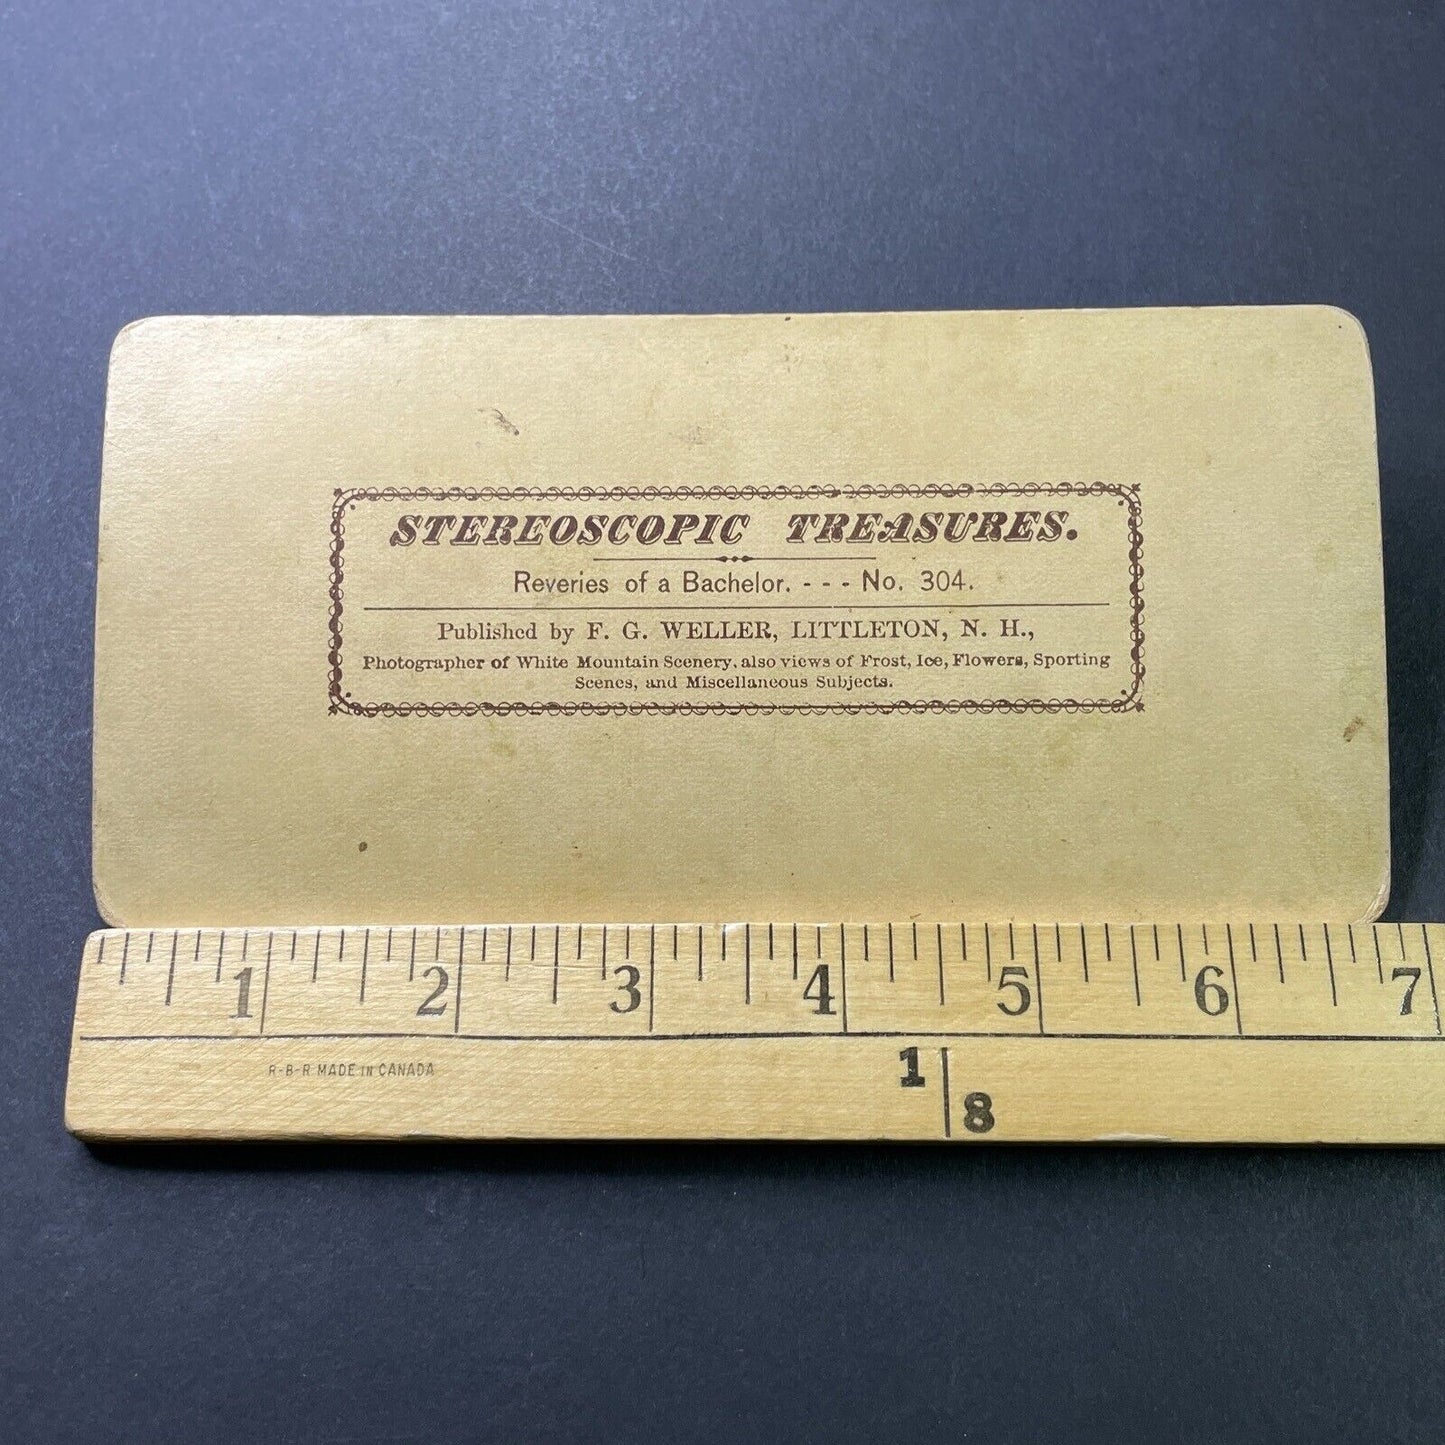 STEREOSCOPIC TREASURES.
Reveries of a Bachelor. - - - No. 304.
Published by F. G. WELLER, LITTLETON, N. H.,
Photographer of White Mountain Scenery, also views of Frost, Ice, Flowers, Sporting
Scenes, and Miscellaneous Subjects.
1 2 3 4 5 6 7
R-B-R MADE IN CANADA
1 8